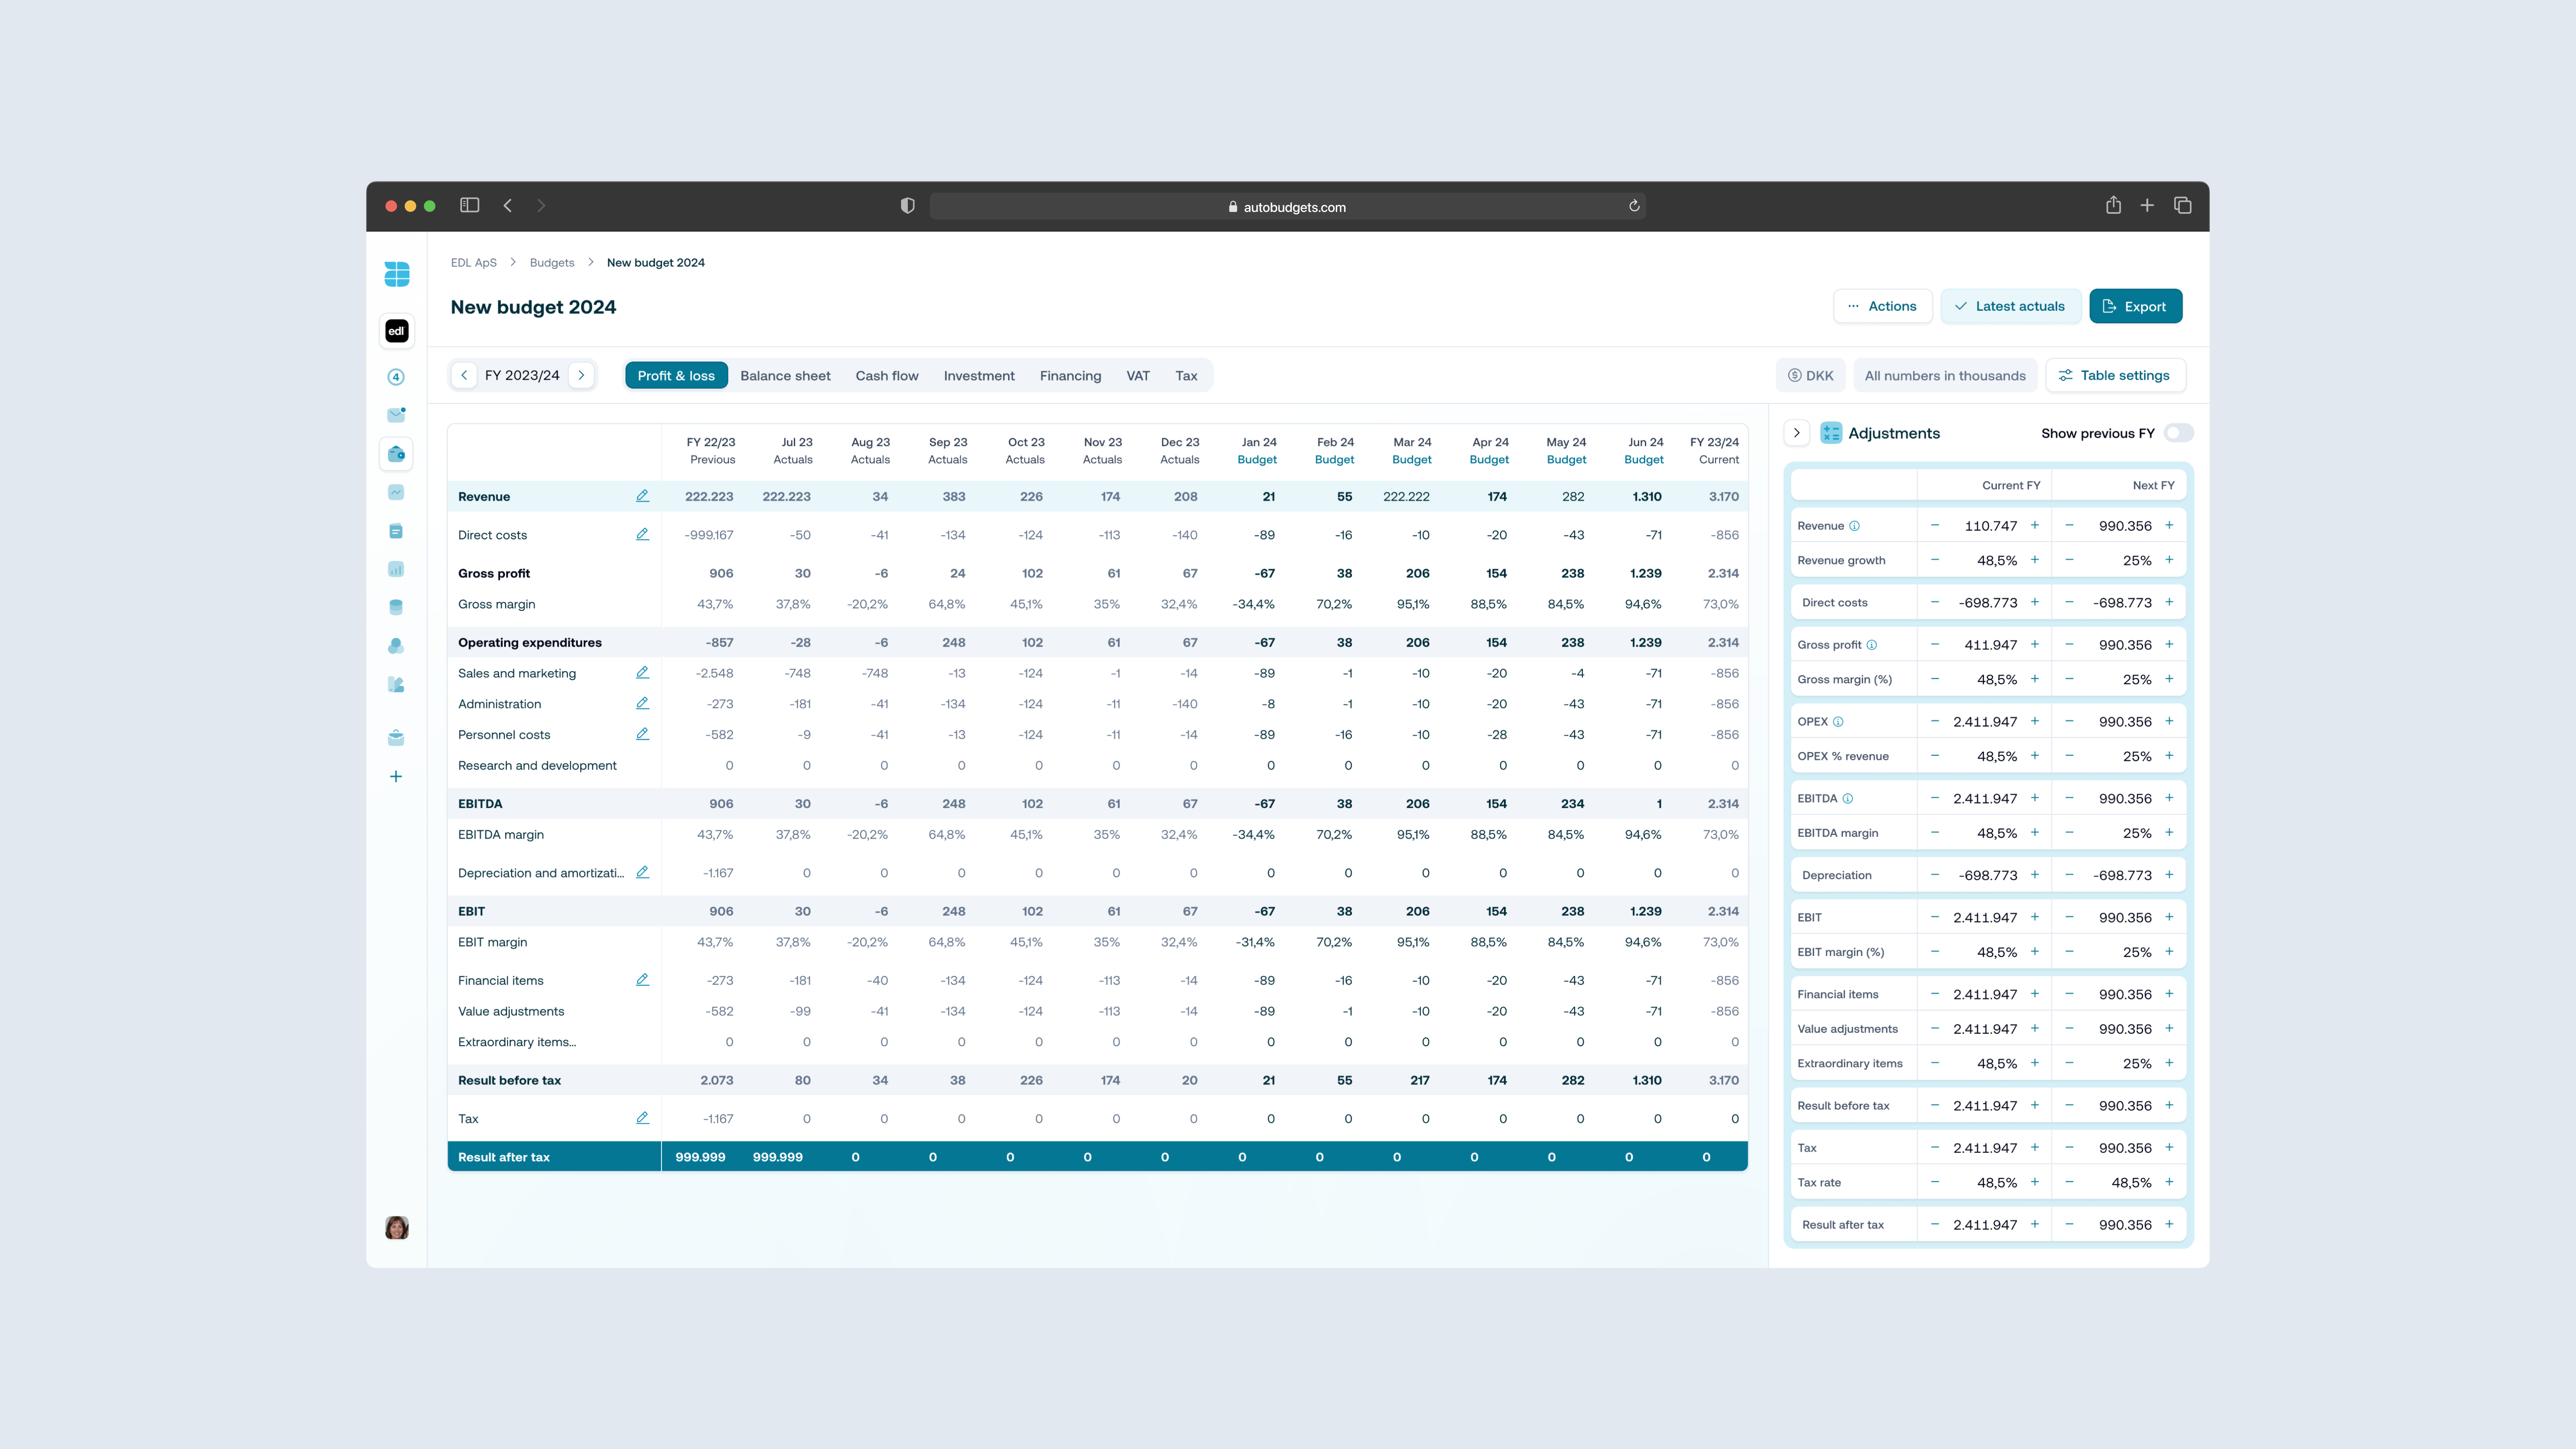 autobudgets.com
EDL ApS > Budgets > New budget 2024
edl
New budget 2024
Actions Latest actuals Export
4
FY 2023/24 Profit & loss Balance sheet Cash flow Investment Financing VAT Tax DKK All numbers in thousands Table settings
FY 22/23 Jul 23 Aug 23 Sep 23 Oct 23 Nov 23 Dec 23 Jan 24 Feb 24 Mar 24 Apr 24 May 24 Jun 24 FY 23/24
Previous Actuals Actuals Actuals Actuals Actuals Actuals Budget Budget Budget Budget Budget Budget Current
Revenue 222.223 222.223 34 383 226 174 208 21 55 222.222 174 282 1.310 3.170
Direct costs -999.167 -50 -41 -134 -124 -113 -140 -89 -16 -10 -20 -43 -71 -856
Gross profit 906 30 -6 24 102 61 67 -67 38 206 154 238 1.239 2.314
Gross margin 43,7% 37,8% -20,2% 64,8% 45,1% 35% 32,4% -34,4% 70,2% 95,1% 88,5% 84,5% 94,6% 73,0%
Operating expenditures -857 -28 -6 248 102 61 67 -67 38 206 154 238 1.239 2.314
Sales and marketing -2.548 -748 -748 -13 -124 -1 -14 -89 -1 -10 -20 -4 -71 -856
Administration -273 -181 -41 -134 -124 -11 -140 -8 -1 -10 -20 -43 -71 -856
Personnel costs -582 -9 -41 -13 -124 -11 -14 -89 -16 -10 -28 -43 -71 -856
Research and development 0 0 0 0 0 0 0 0 0 0 0 0 0 0
EBITDA 906 30 -6 248 102 61 67 -67 38 206 154 234 1 2.314
EBITDA margin 43,7% 37,8% -20,2% 64,8% 45,1% 35% 32,4% -34,4% 70,2% 95,1% 88,5% 84,5% 94,6% 73,0%
Depreciation and amortizati... -1.167 0 0 0 0 0 0 0 0 0 0 0 0 0
EBIT 906 30 -6 248 102 61 67 -67 38 206 154 238 1.239 2.314
EBIT margin 43,7% 37,8% -20,2% 64,8% 45,1% 35% 32,4% -31,4% 70,2% 95,1% 88,5% 84,5% 94,6% 73,0%
Financial items -273 -181 -40 -134 -124 -113 -14 -89 -16 -10 -20 -43 -71 -856
Value adjustments -582 -99 -41 -134 -124 -113 -14 -89 -1 -10 -20 -43 -71 -856
Extraordinary items... 0 0 0 0 0 0 0 0 0 0 0 0 0 0
Result before tax 2.073 80 34 38 226 174 20 21 55 217 174 282 1.310 3.170
Tax -1.167 0 0 0 0 0 0 0 0 0 0 0 0 0
Result after tax 999.999 999.999 0 0 0 0 0 0 0 0 0 0 0 0
Adjustments Show previous FY
Current FY Next FY
Revenue − 110.747 + − 990.356 +
Revenue growth − 48,5% + − 25% +
Direct costs − -698.773 + − -698.773 +
Gross profit − 411.947 + − 990.356 +
Gross margin (%) − 48,5% + − 25% +
OPEX − 2.411.947 + − 990.356 +
OPEX % revenue − 48,5% + − 25% +
EBITDA − 2.411.947 + − 990.356 +
EBITDA margin − 48,5% + − 25% +
Depreciation − -698.773 + − -698.773 +
EBIT − 2.411.947 + − 990.356 +
EBIT margin (%) − 48,5% + − 25% +
Financial items − 2.411.947 + − 990.356 +
Value adjustments − 2.411.947 + − 990.356 +
Extraordinary items − 48,5% + − 25% +
Result before tax − 2.411.947 + − 990.356 +
Tax − 2.411.947 + − 990.356 +
Tax rate − 48,5% + − 48,5% +
Result after tax − 2.411.947 + − 990.356 +